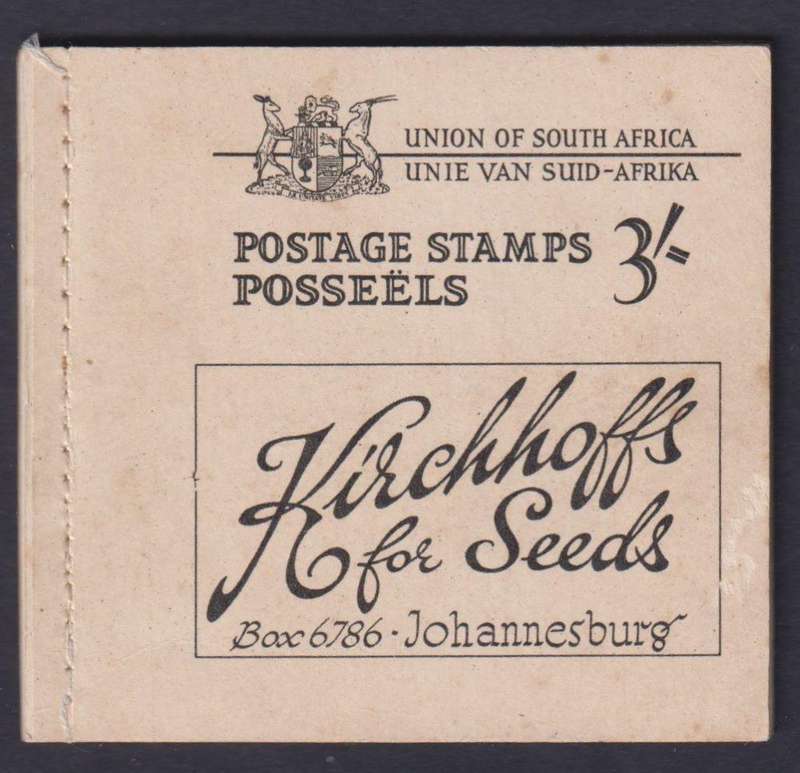 UNION OF SOUTH AFRICA
UNIE VAN SUID-AFRIKA
POSTAGE STAMPS 3/=
POSSEËLS
Kirchhoffs
for Seeds
Box 6786 · Johannesburg